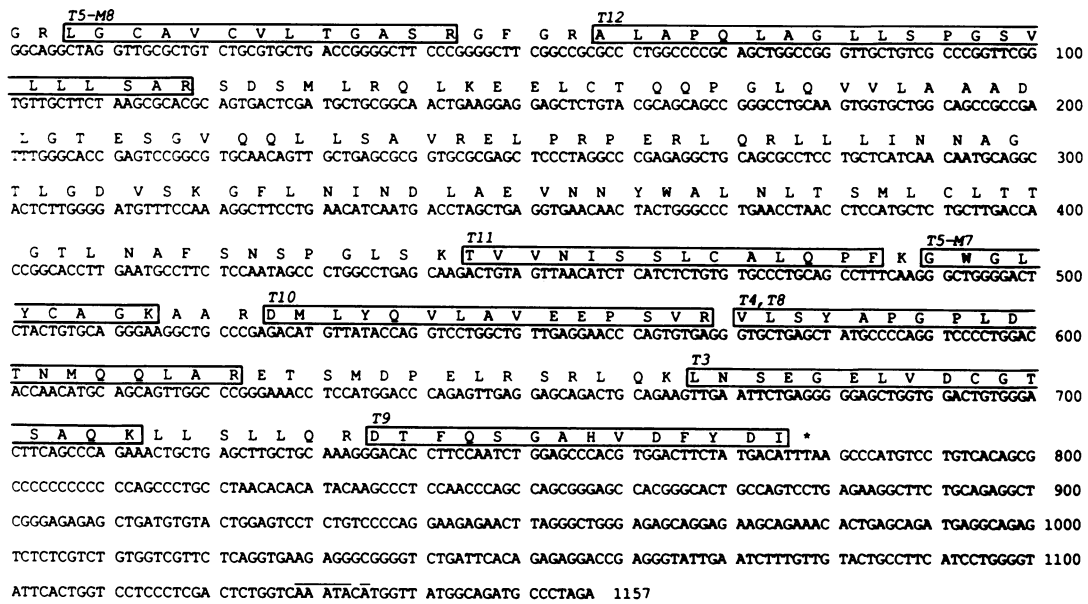 T5-M8 T12
G R L G C A V C V L T G A S R G F G R A L A P Q L A G L L S P G S V
GGCAGGCTAG GGTTGCGCTGT CTGCGTGCTG ACCGGGGCTT CCCGGGGCTT CGGCCGCGCC CTGGCCCCGC AGCTGGCCGG GTTGCTGTCG CCCGGTTCGG 100
L L L S A R S D S M L R Q L K E E L C T Q Q P G L Q V V L A A A D
TGTTGCTTCT AAGCGCACGC AGTGACTCGA TGCTGCGGCA ACTGAAGGAG GAGCTCTGTA CGCAGCAGCC GGGCCTGCAA GTGGTGCTGG CAGCCGCCGA 200
L G T E S G V Q Q L L S A V R E L P R P E R L Q R L L L I N N A G
TTTGGGCACC GAGTCCGGCG TGCAACAGTT GCTGAGCGCG GTGCGCGAGC TCCCTAGGCC CGAGAGGCTG CAGCGCCTCC TGCTCATCAA CAATGCAGGC 300
T L G D V S K G F L N I N D L A E V N N Y W A L N L T S M L C L T T
ACTCTTGGGG ATGTTTCCAA AGGCTTCCTG AACATCAATG ACCTAGCTGA GGTGAACAAC TACTGGGCCC TGAACCTAAC CTCCATGCTC TGCTTGACCA 400
T11 T5-M7
G T L N A F S N S P G L S K T V V N I S S L C A L Q P F K G W G L
CCGGCACCTT GAATGCCTTC TCCAATAGCC CTGGCCTGAG CAAGACTGTA GTTAACATCT CATCTCTGTG TGCCCTGCAG CCTTTCAAGG GCTGGGGACT 500
T10 T4,T8
Y C A G K A A R D M L Y Q V L A V E E P S V R V L S Y A P G P L D
CTACTGTGCA GGGAAGGCTG CCCGAGACAT GTTATACCAG GTCCTGGCTG TTGAGGAACC CAGTGTGAGG GTGCTGAGCT ATGCCCCAGG TCCCCTGGAC 600
T3
T N M Q Q L A R E T S M D P E L R S R L Q K L N S E G E L V D C G T
ACCAACATGC AGCAGTTGGC CCGGGAAACC TCCATGGACC CAGAGTTGAG GAGCAGACTG CAGAAGTTGA ATTCTGAGGG GGAGCTGGTG GACTGTGGGA 700
T9
S A Q K L L S L L Q R D T F Q S G A H V D F Y D I *
CTTCAGCCCA GAAACTGCTG AGCTTGCTGC AAAGGGACAC CTTCCAATCT GGAGCCCACG TGGACTTCTA TGACATTTAA GCCCATGTCC TGTCACAGCG 800
CCCCCCCCCC CCAGCCCTGC CTAACACACA TACAAGCCCT CCAACCCAGC CAGCGGGAGC CACGGGCACT GCCAGTCCTG AGAAGGCTTC TGCAGAGGCT 900
CGGGAGAGAG CTGATGTGTA CTGGAGTCCT CTGTCCCCAG GAAGAGAACT TAGGGCTGGG AGAGCAGGAG AAGCAGAAAC ACTGAGCAGA TGAGGCAGAG 1000
TCTCTCGTCT GTGGTCGTTC TCAGGTGAAG AGGGCGGGGT CTGATTCACA GAGAGGACCG AGGGTATTGA ATCTTTGTTG TACTGCCTTC ATCCTGGGGT 1100
ATTCACTGGT CCTCCCTCGA CTCTGGTCAA ATACATGGTT ATGGCAGATG CCCTAGA 1157